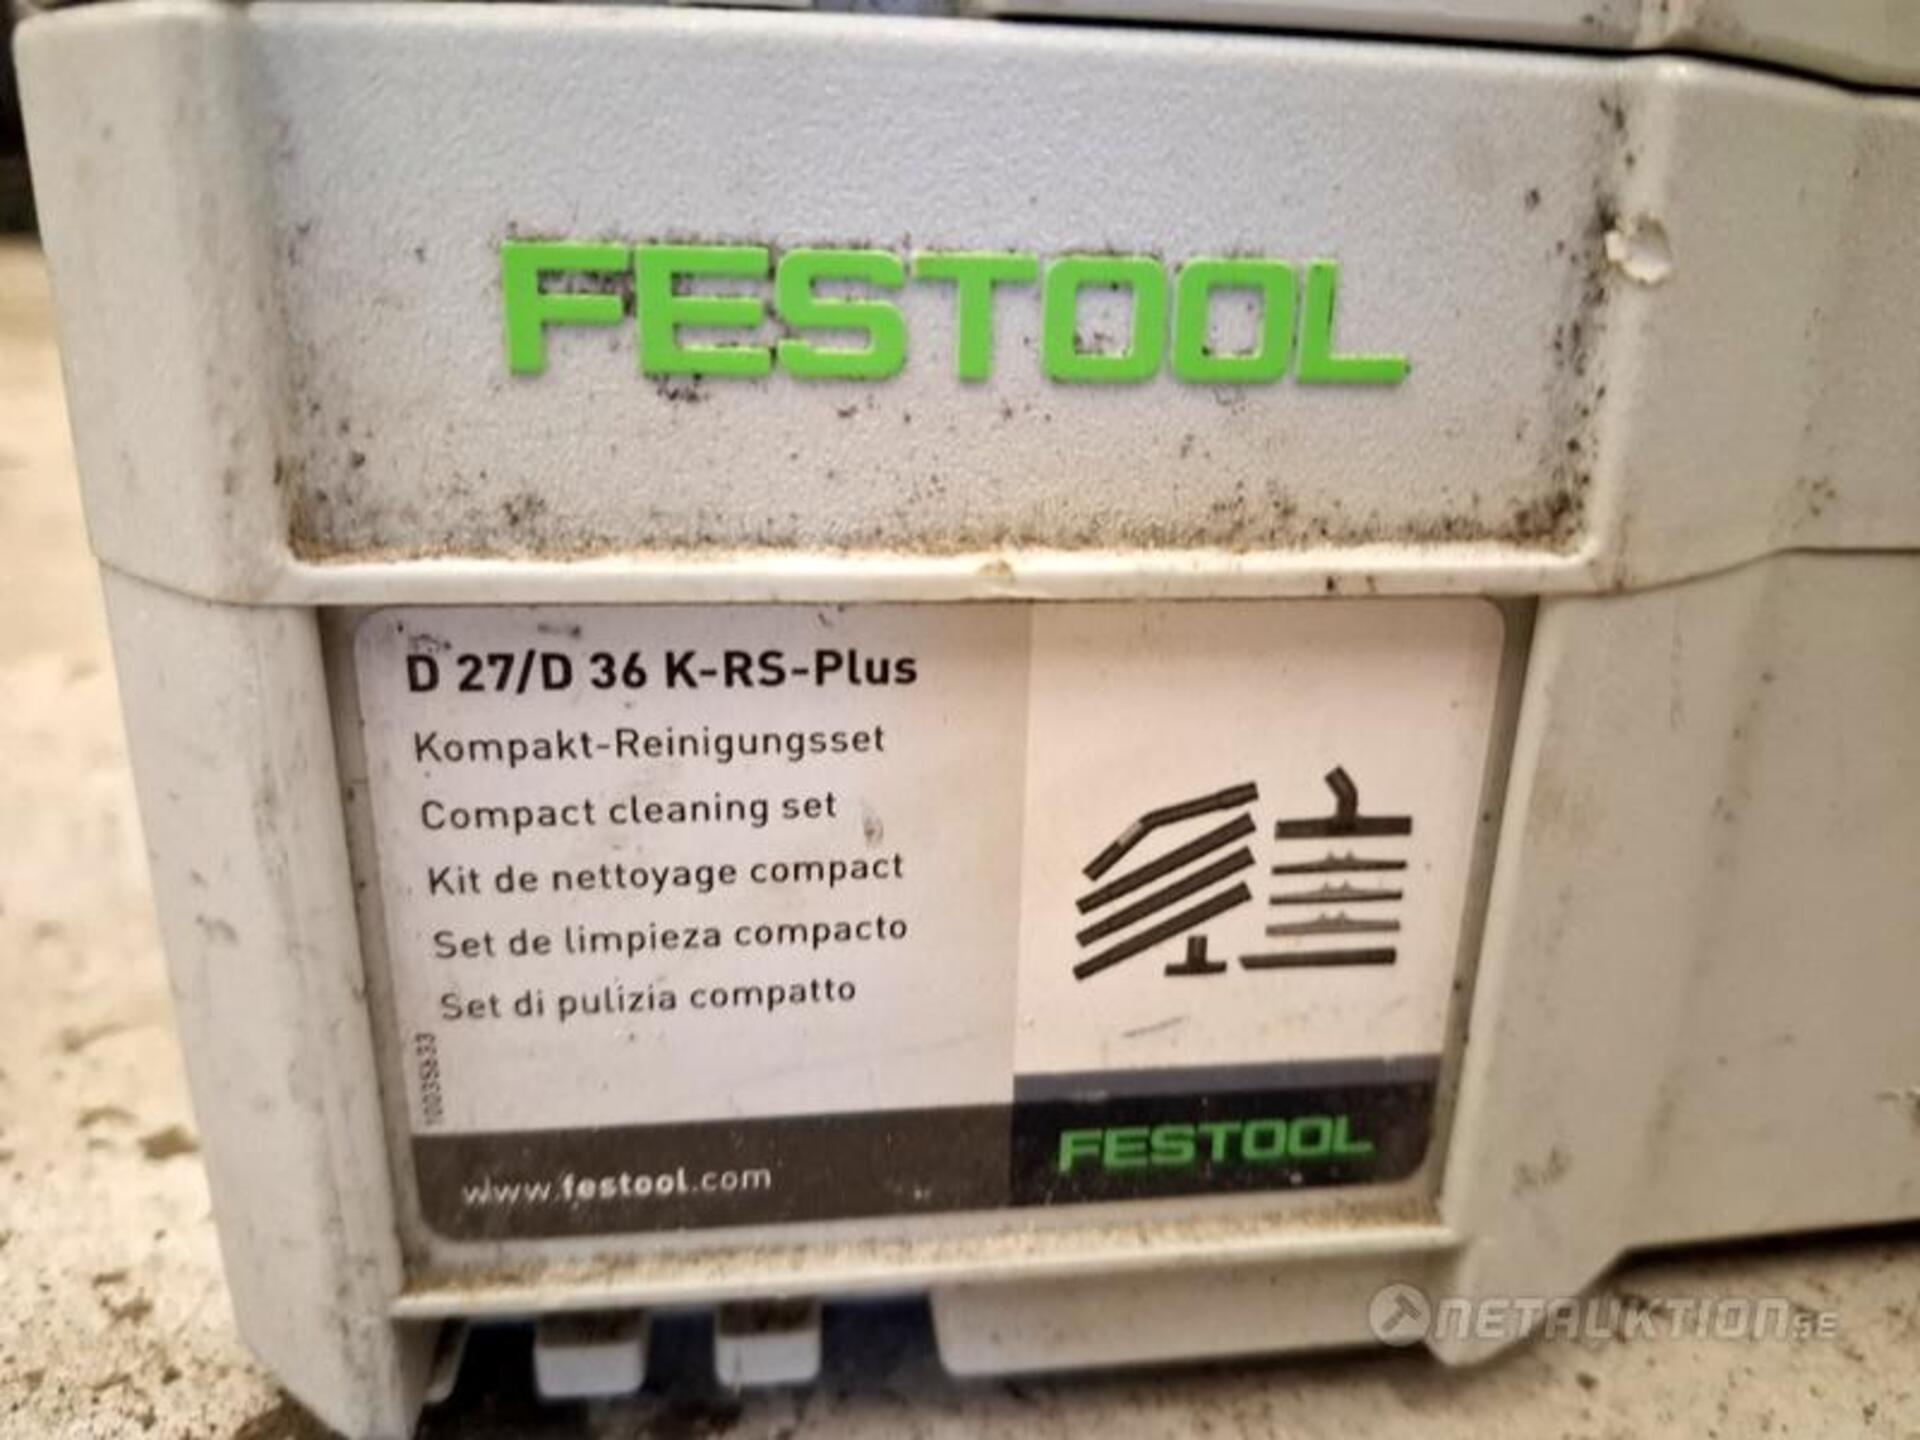 FESTOOL
D 27/D 36 K-RS-Plus
Kompakt-Reinigungsset
Compact cleaning set
Kit de nettoyage compact
Set de limpieza compacto
Set di pulizia compatto
10035633
www.festool.com
FESTOOL
NETAUKTION.SE